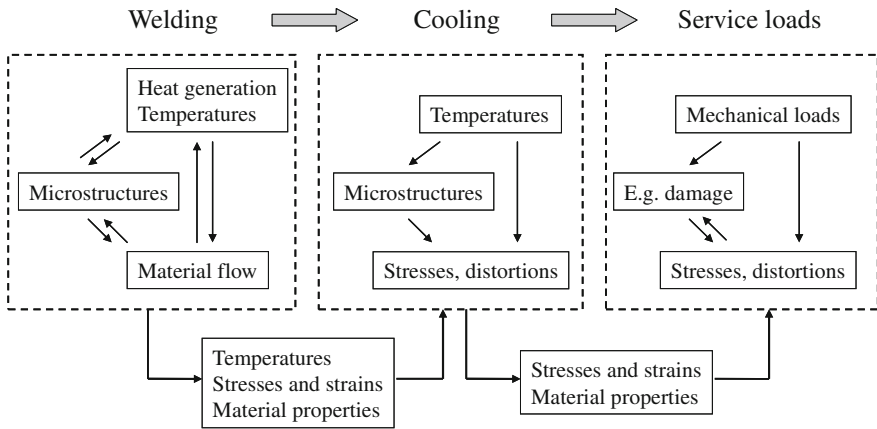 Welding
Cooling
Service loads
Heat generation
Temperatures
Microstructures
Material flow
Temperatures
Microstructures
Stresses, distortions
Mechanical loads
E.g. damage
Stresses, distortions
Temperatures
Stresses and strains
Material properties
Stresses and strains
Material properties